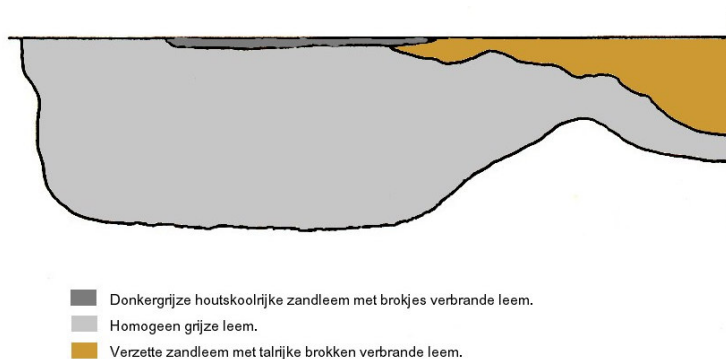 Donkergrijze houtskoolrijke zandleem met brokjes verbrande leem.
Homogeen grijze leem.
Verzette zandleem met talrijke brokken verbrande leem.